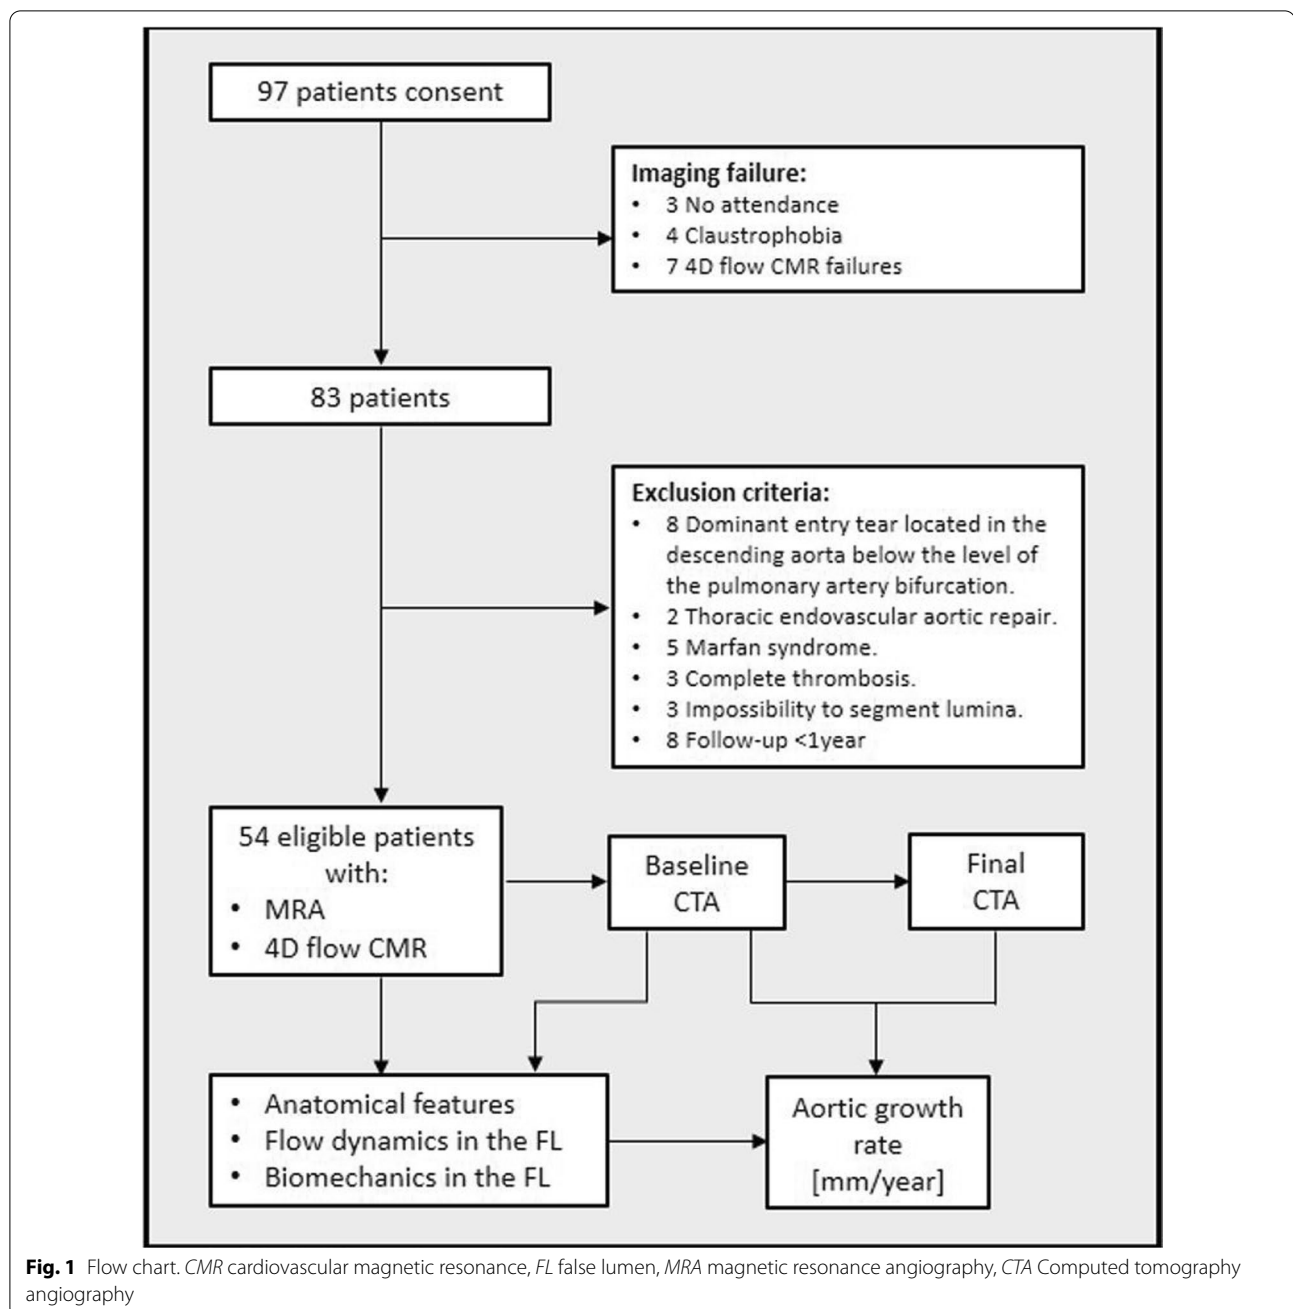 97 patients consent
Imaging failure:
• 3 No attendance
• 4 Claustrophobia
• 7 4D flow CMR failures
83 patients
Exclusion criteria:
• 8 Dominant entry tear located in the
descending aorta below the level of
the pulmonary artery bifurcation.
• 2 Thoracic endovascular aortic repair.
• 5 Marfan syndrome.
• 3 Complete thrombosis.
• 3 Impossibility to segment lumina.
• 8 Follow-up <1year
54 eligible patients
with:
• MRA
• 4D flow CMR
Baseline
CTA
Final
CTA
• Anatomical features
• Flow dynamics in the FL
• Biomechanics in the FL
Aortic growth
rate
[mm/year]
Fig. 1 Flow chart. CMR cardiovascular magnetic resonance, FL false lumen, MRA magnetic resonance angiography, CTA Computed tomography
angiography